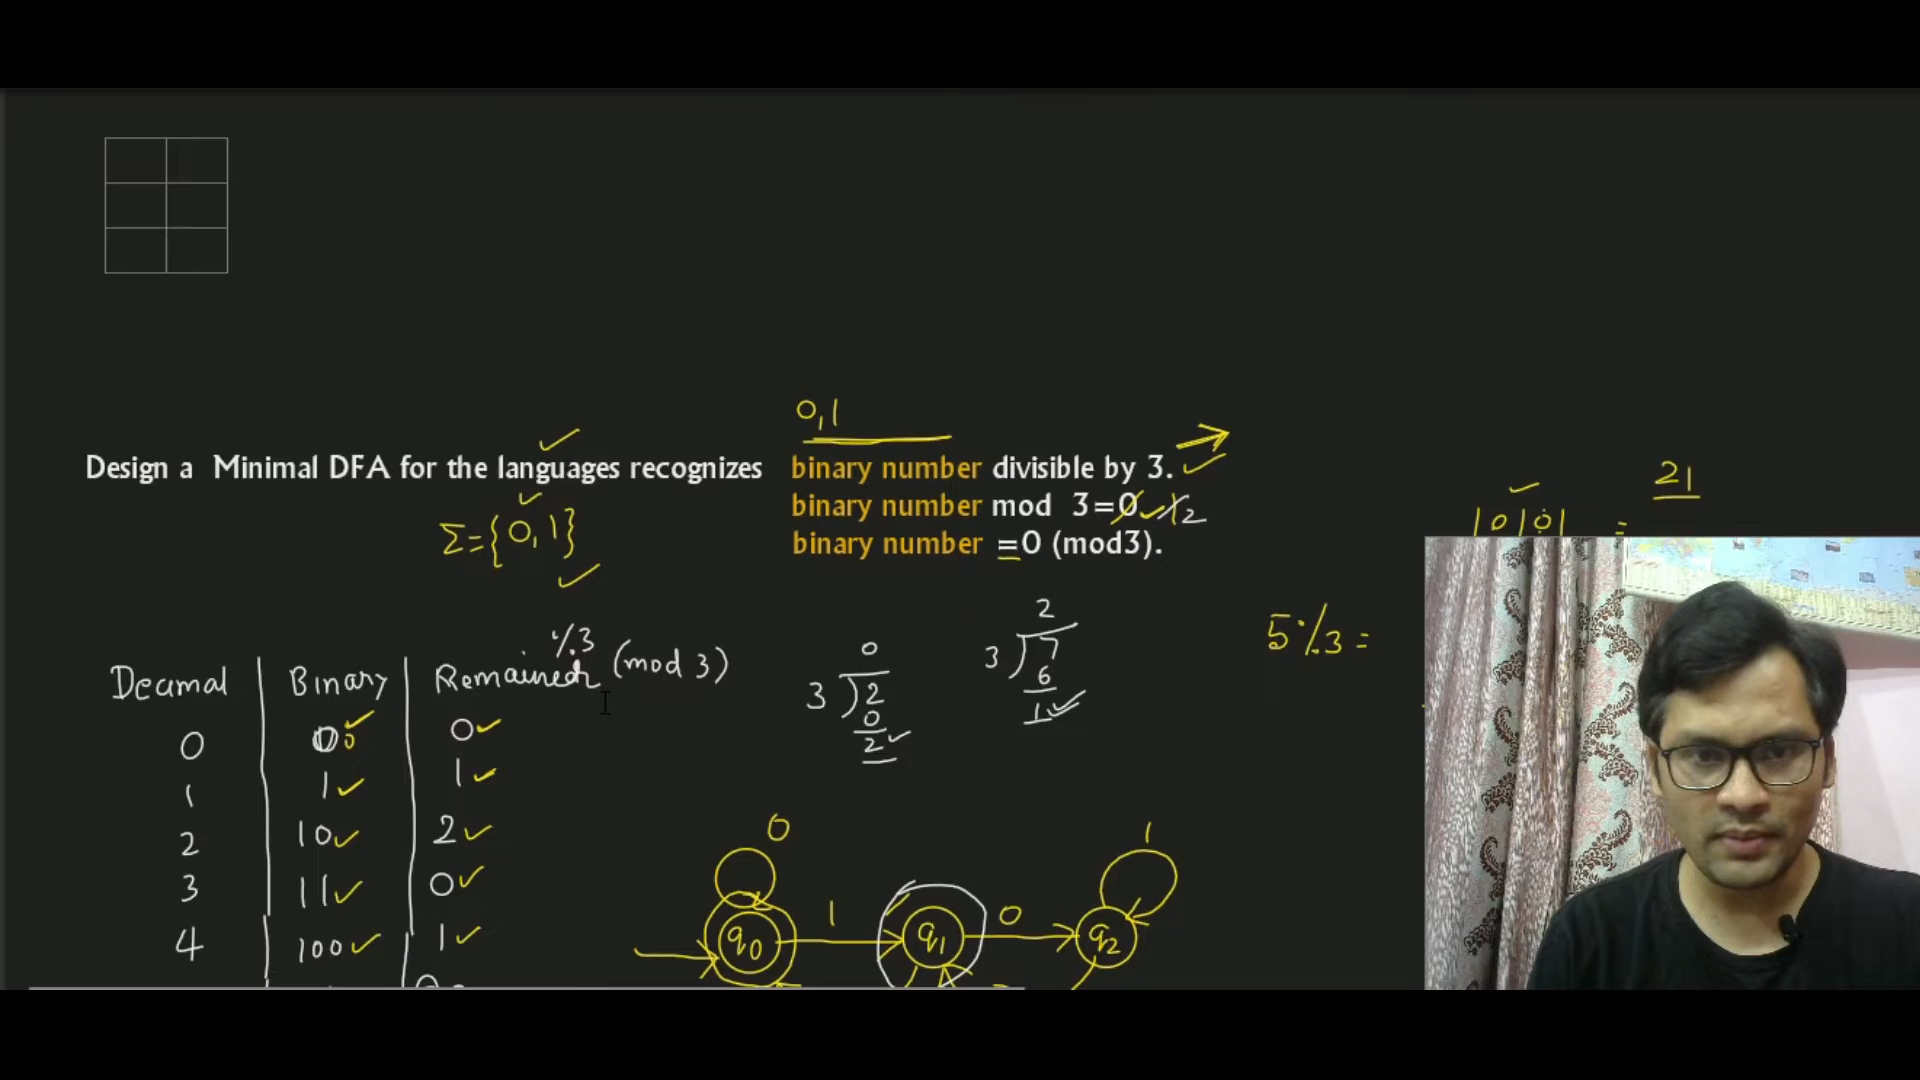 0,1
Design a Minimal DFA for the languages recognizes binary number divisible by 3.
binary number mod 3=0 1 2
binary number =0 (mod3).
Σ={0,1}
21
10101 =
5%3=
%3
Decimal Binary Remainder (mod 3)
0 0 0
1 1 1
2 10 2
3 11 0
4 100 1
0
3)2
0
2
2
3)7
6
1
0 1
1 0
q0 q1 q2